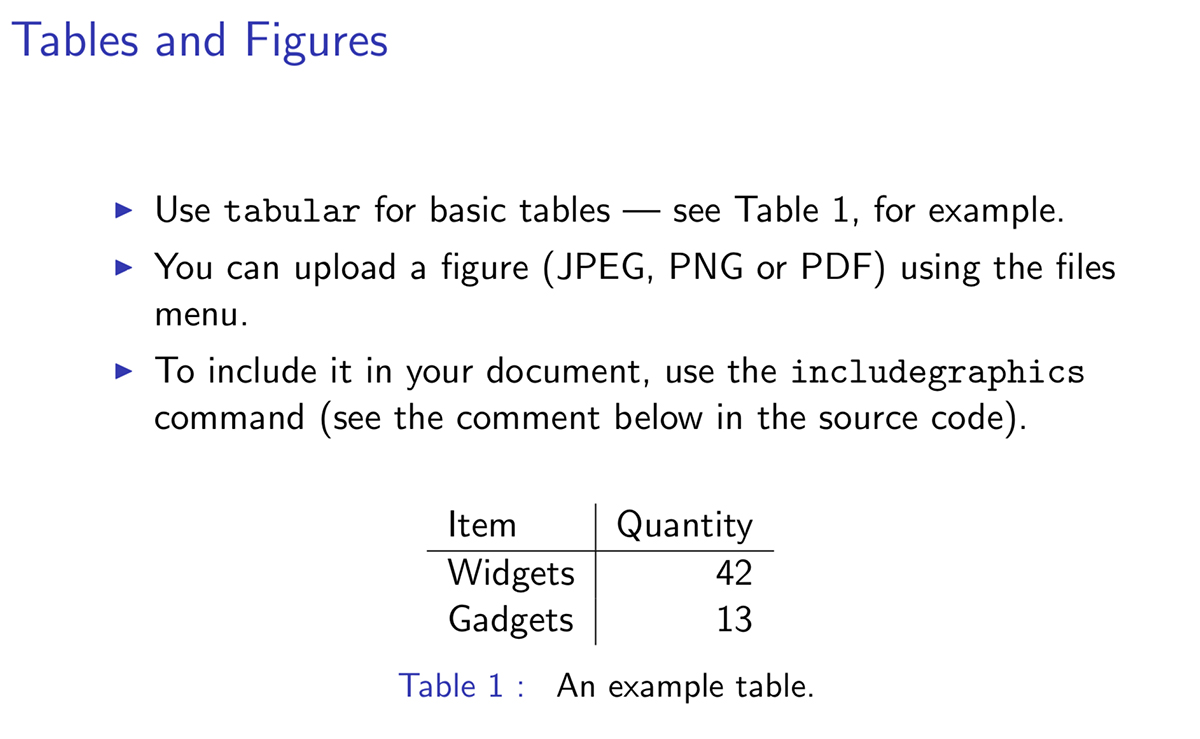 Tables and Figures
▶ Use tabular for basic tables — see Table 1, for example.
▶ You can upload a figure (JPEG, PNG or PDF) using the files
menu.
▶ To include it in your document, use the includegraphics
command (see the comment below in the source code).
Item Quantity
Widgets 42
Gadgets 13
Table 1 : An example table.